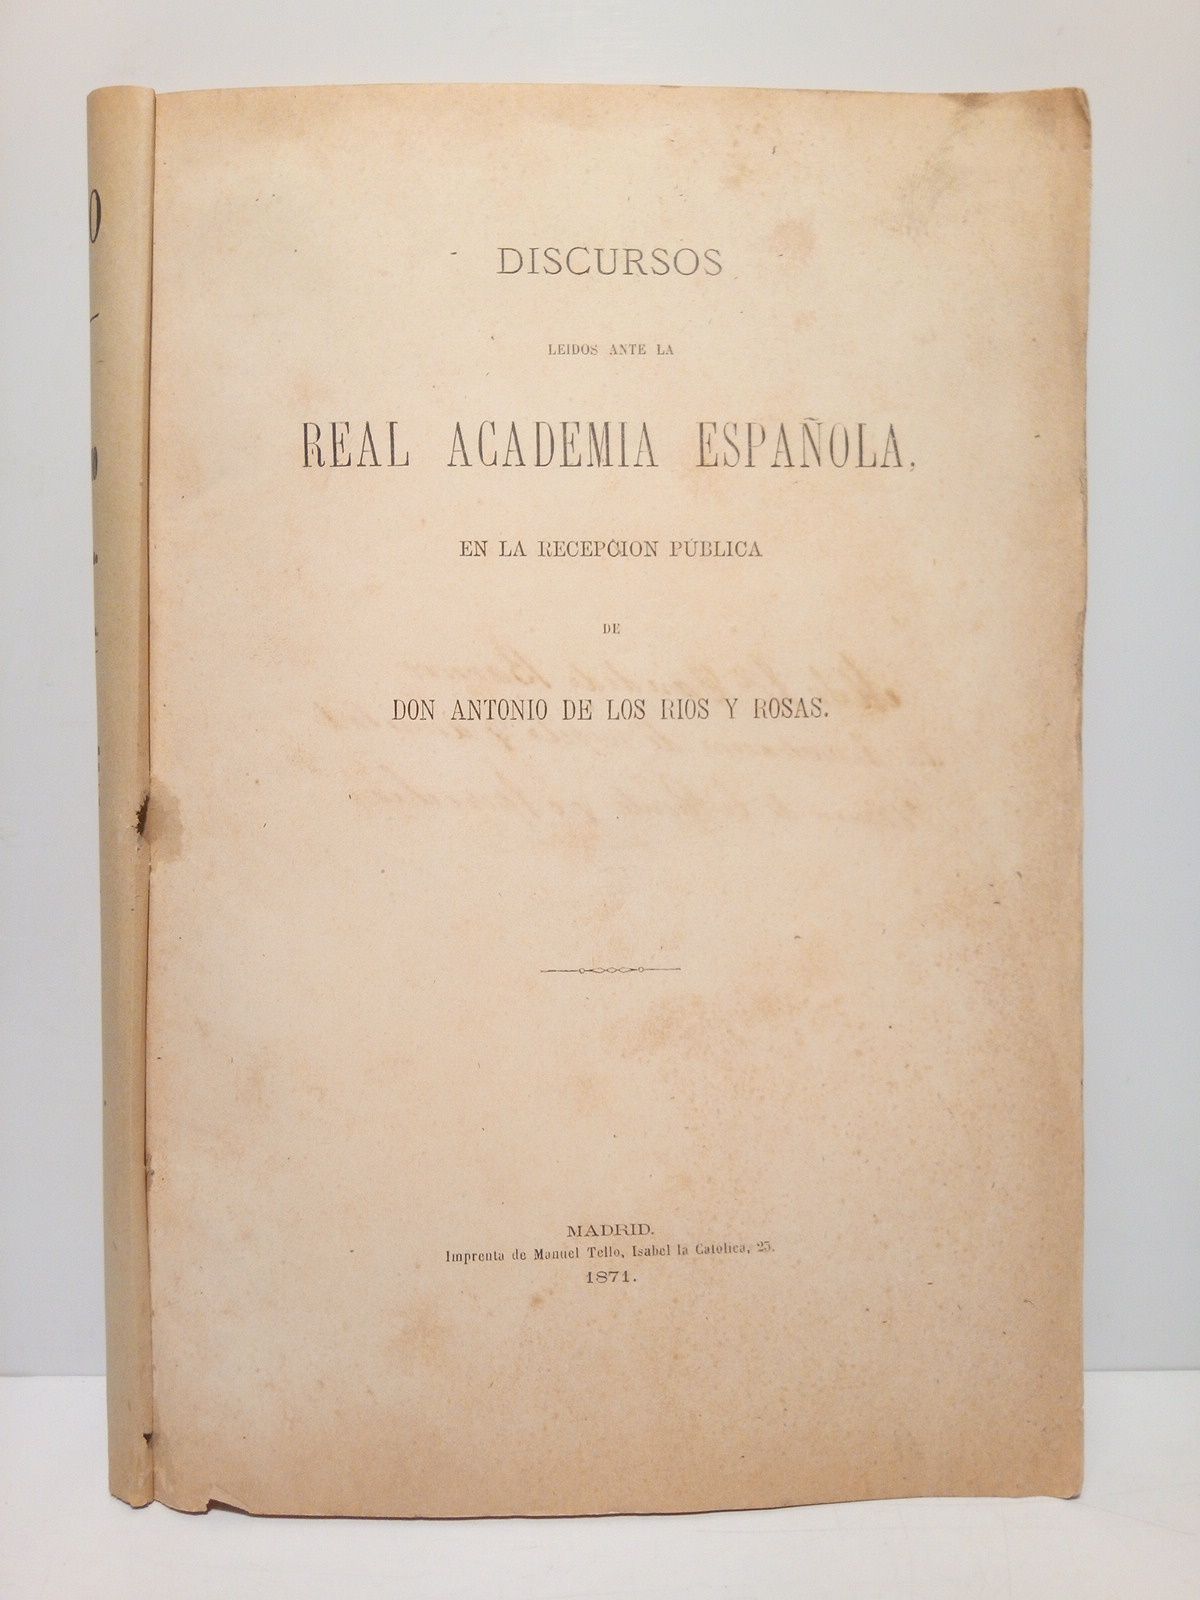 DISCURSOS
LEIDOS ANTE LA
REAL ACADEMIA ESPAÑOLA,
EN LA RECEPCION PÚBLICA
DE
DON ANTONIO DE LOS RIOS Y ROSAS.
MADRID.
Imprenta de Manuel Tello, Isabel la Católica, 23.
1871.